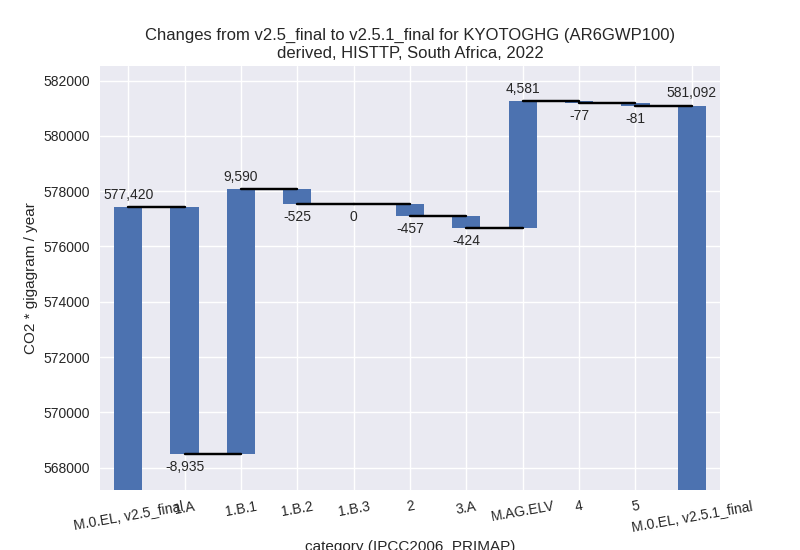 Changes from v2.5_final to v2.5.1_final for KYOTOGHG (AR6GWP100)
derived, HISTTP, South Africa, 2022
CO2 * gigagram / year
582000
580000
578000
576000
574000
572000
570000
568000
577,420
-8,935
9,590
-525
0
-457
-424
4,581
-77
-81
581,092
M.0.EL, v2.5_final
1.A
1.B.1
1.B.2
1.B.3
2
3.A
M.AG.ELV
4
5
M.0.EL, v2.5.1_final
category (IPCC2006_PRIMAP)